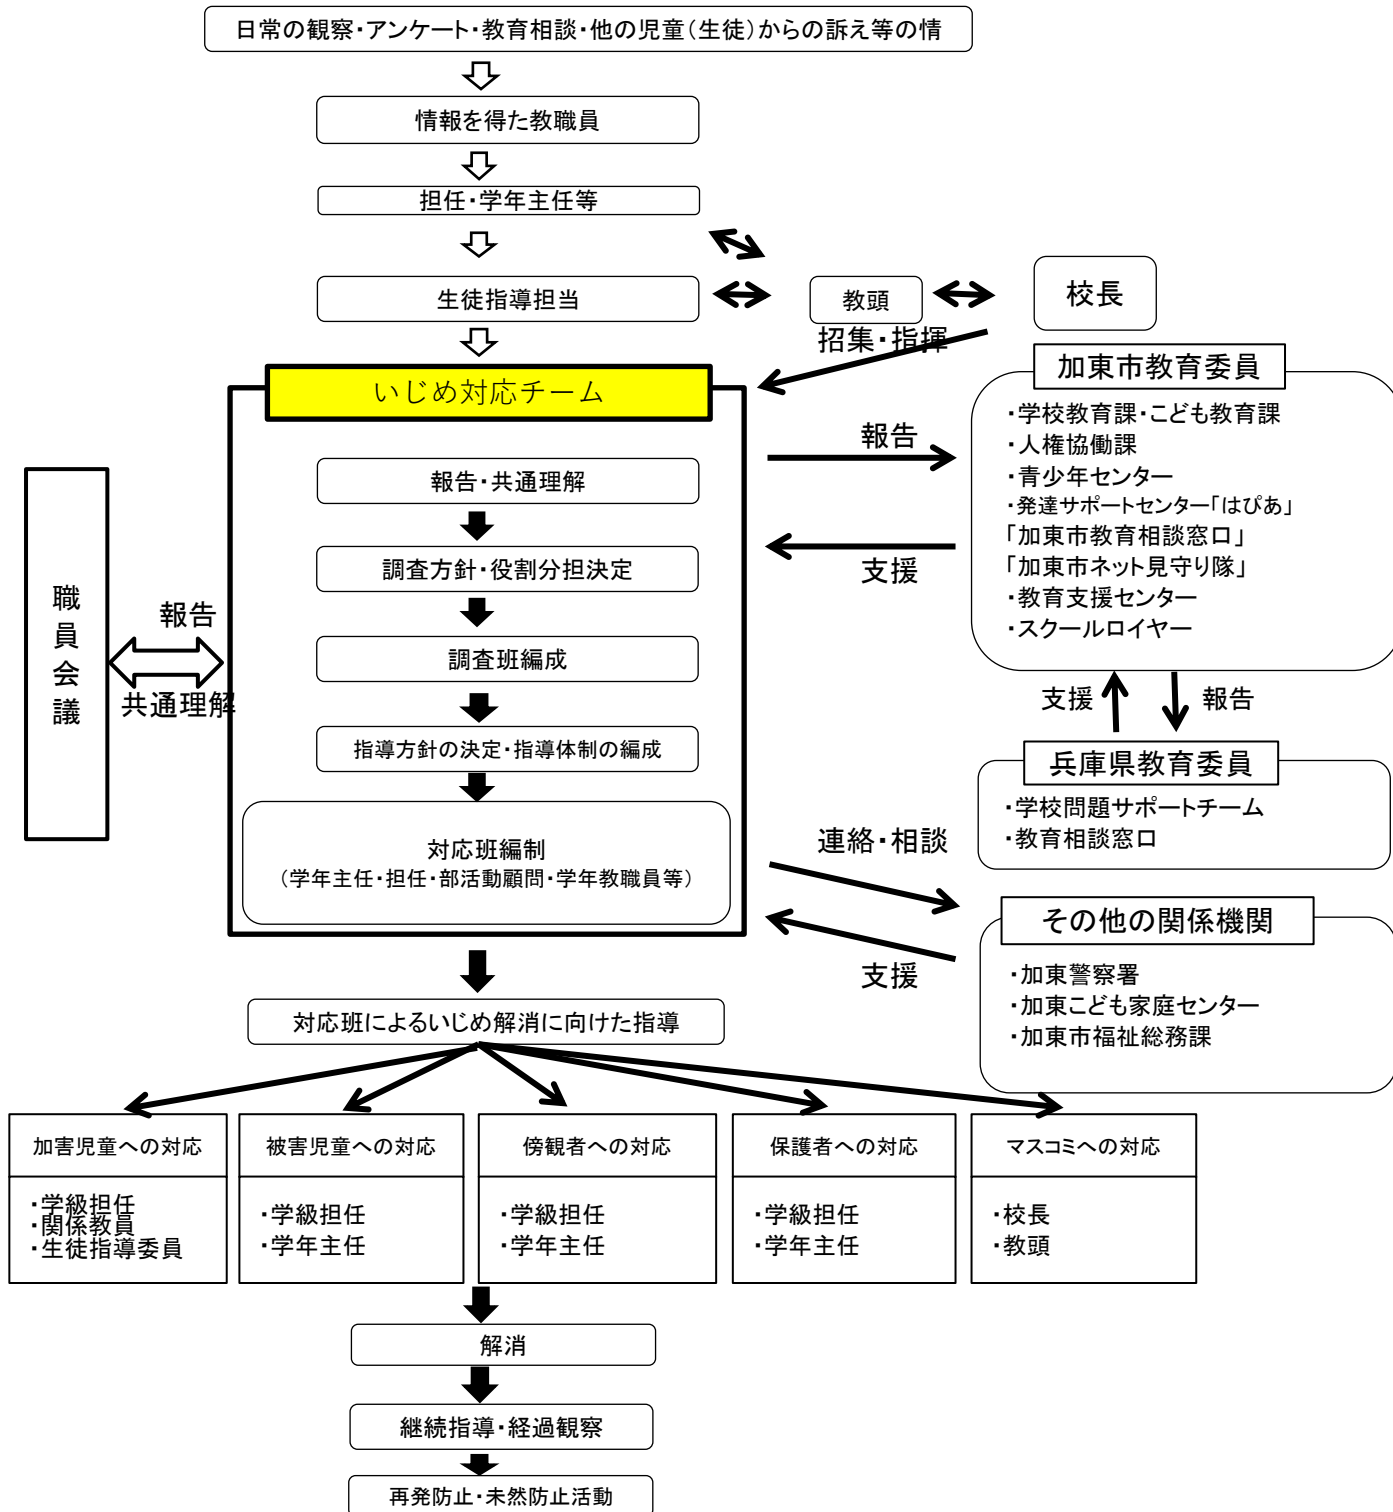 日常の観察・アンケート・教育相談・他の児童（生徒）からの訴え等の情
情報を得た教職員
担任・学年主任等
生徒指導担当
教頭
校長
招集・指揮
いじめ対応チーム
報告・共通理解
調査方針・役割分担決定
調査班編成
指導方針の決定・指導体制の編成
対応班編制
（学年主任・担任・部活動顧問・学年教職員等）
職員会議
報告
共通理解
報告
支援
加東市教育委員
・学校教育課・こども教育課
・人権協働課
・青少年センター
・発達サポートセンター「はぴあ」
「加東市教育相談窓口」
「加東市ネット見守り隊」
・教育支援センター
・スクールロイヤー
支援
報告
兵庫県教育委員
・学校問題サポートチーム
・教育相談窓口
連絡・相談
支援
その他の関係機関
・加東警察署
・加東こども家庭センター
・加東市福祉総務課
対応班によるいじめ解消に向けた指導
加害児童への対応
・学級担任
・関係教員
・生徒指導委員
被害児童への対応
・学級担任
・学年主任
傍観者への対応
・学級担任
・学年主任
保護者への対応
・学級担任
・学年主任
マスコミへの対応
・校長
・教頭
解消
継続指導・経過観察
再発防止・未然防止活動